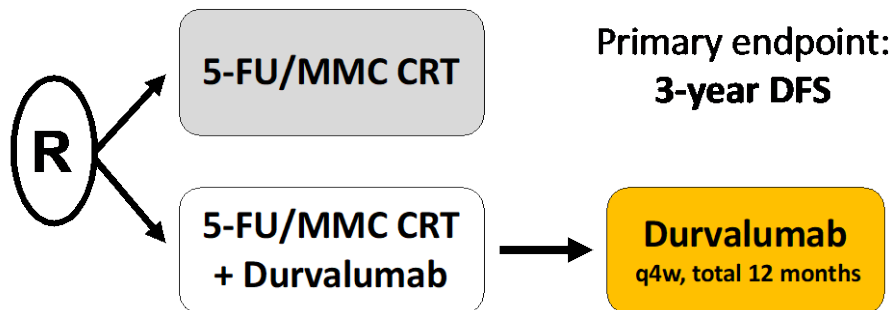 R
5-FU/MMC CRT
Primary endpoint:
3-year DFS
5-FU/MMC CRT
+ Durvalumab
Durvalumab
q4w, total 12 months